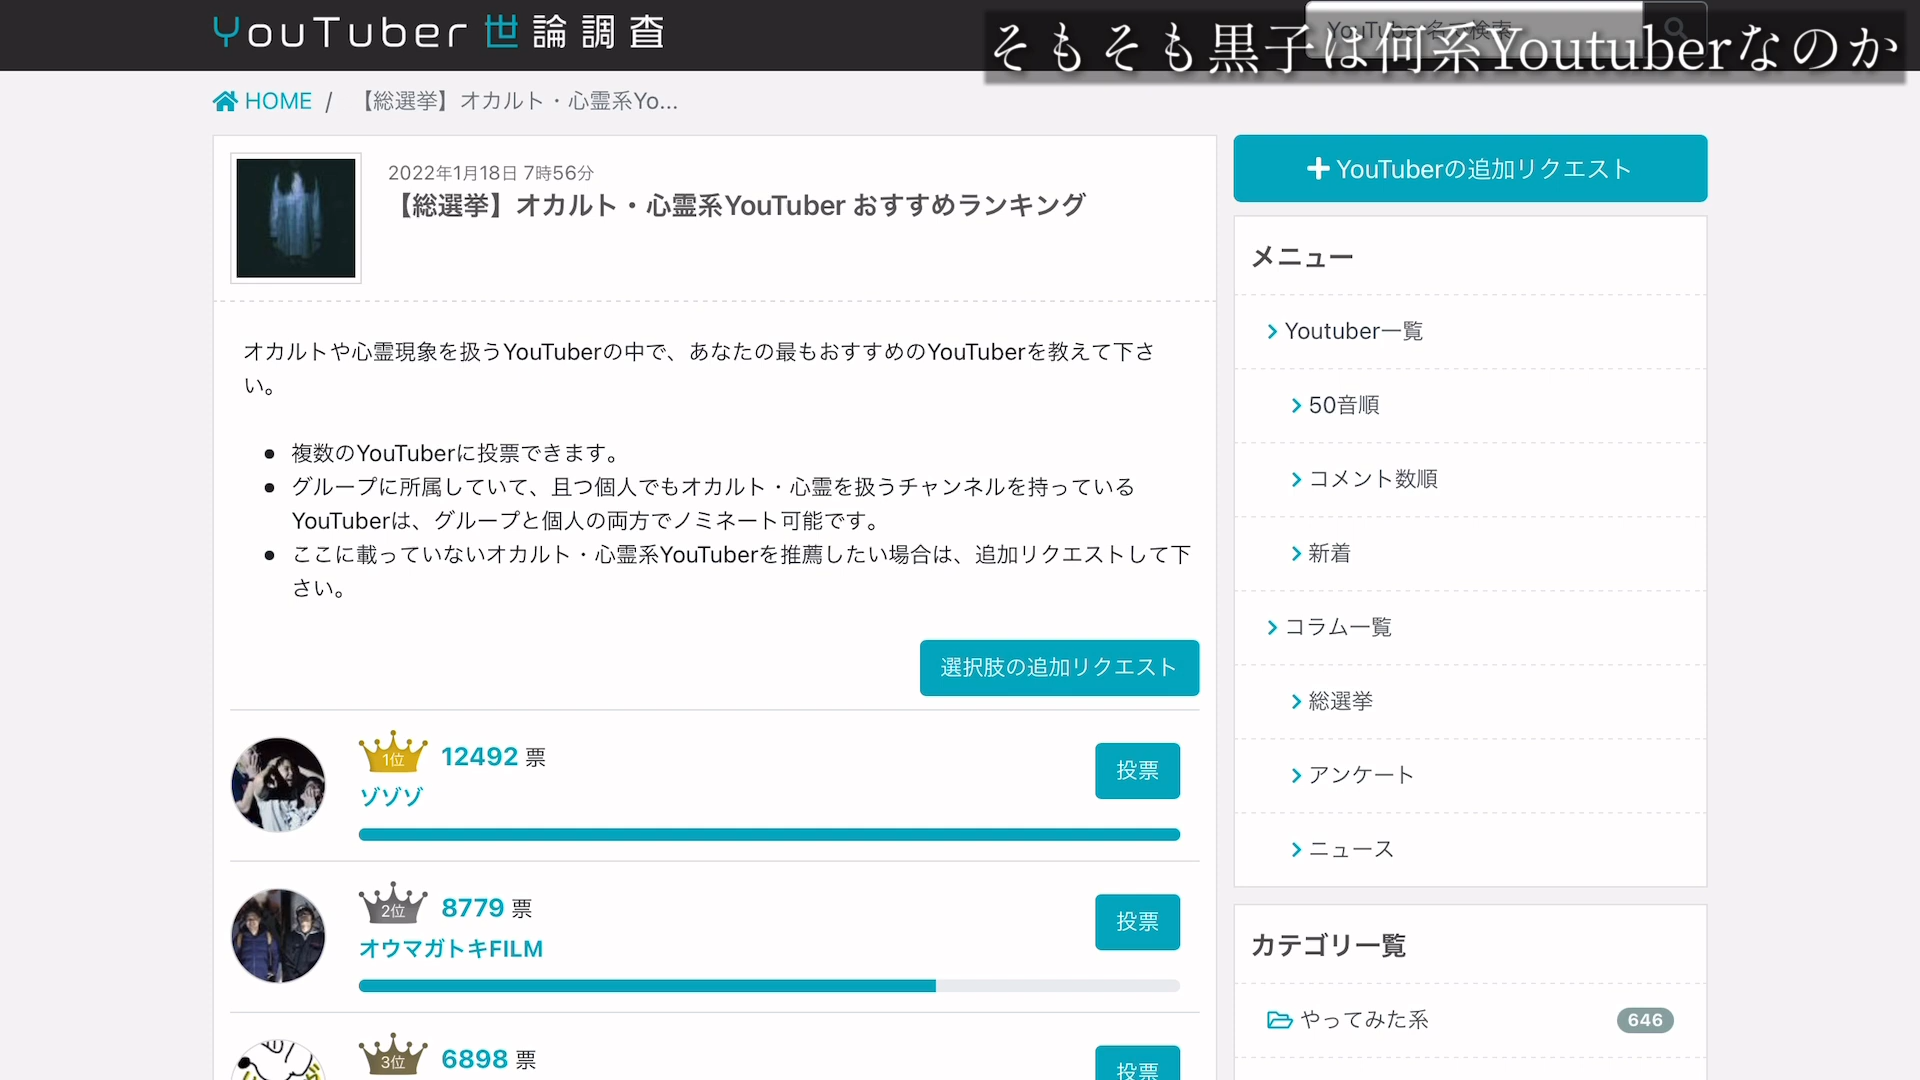 YouTuber 世論調査
YouTuber名で検索
そもそも黒子は何系Youtuberなのか
HOME / 【総選挙】オカルト・心霊系Yo...
2022年1月18日 7時56分
【総選挙】オカルト・心霊系YouTuber おすすめランキング
オカルトや心霊現象を扱うYouTuberの中で、あなたの最もおすすめのYouTuberを教えて下さ
い。
複数のYouTuberに投票できます。
グループに所属していて、且つ個人でもオカルト・心霊を扱うチャンネルを持っている
YouTuberは、グループと個人の両方でノミネート可能です。
ここに載っていないオカルト・心霊系YouTuberを推薦したい場合は、追加リクエストして下
さい。
選択肢の追加リクエスト
1位 12492 票
ゾゾゾ
投票
2位 8779 票
オウマガトキFILM
投票
3位 6898 票
投票
YouTuberの追加リクエスト
メニュー
Youtuber一覧
50音順
コメント数順
新着
コラム一覧
総選挙
アンケート
ニュース
カテゴリ一覧
やってみた系 646